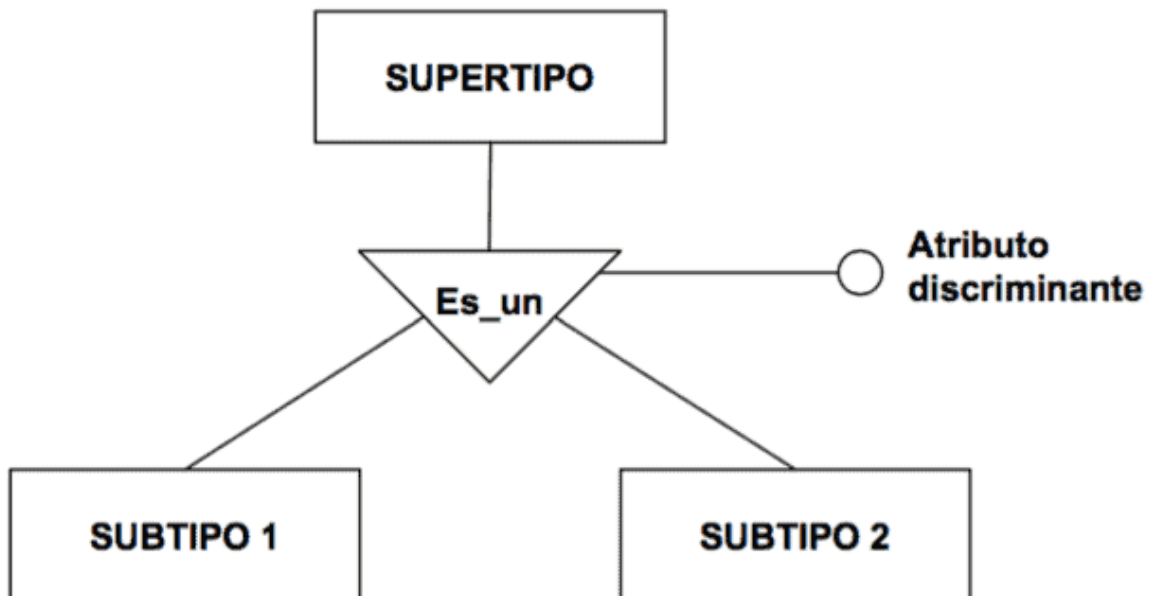 SUPERTIPO
Atributo
discriminante
Es_un
SUBTIPO 1
SUBTIPO 2